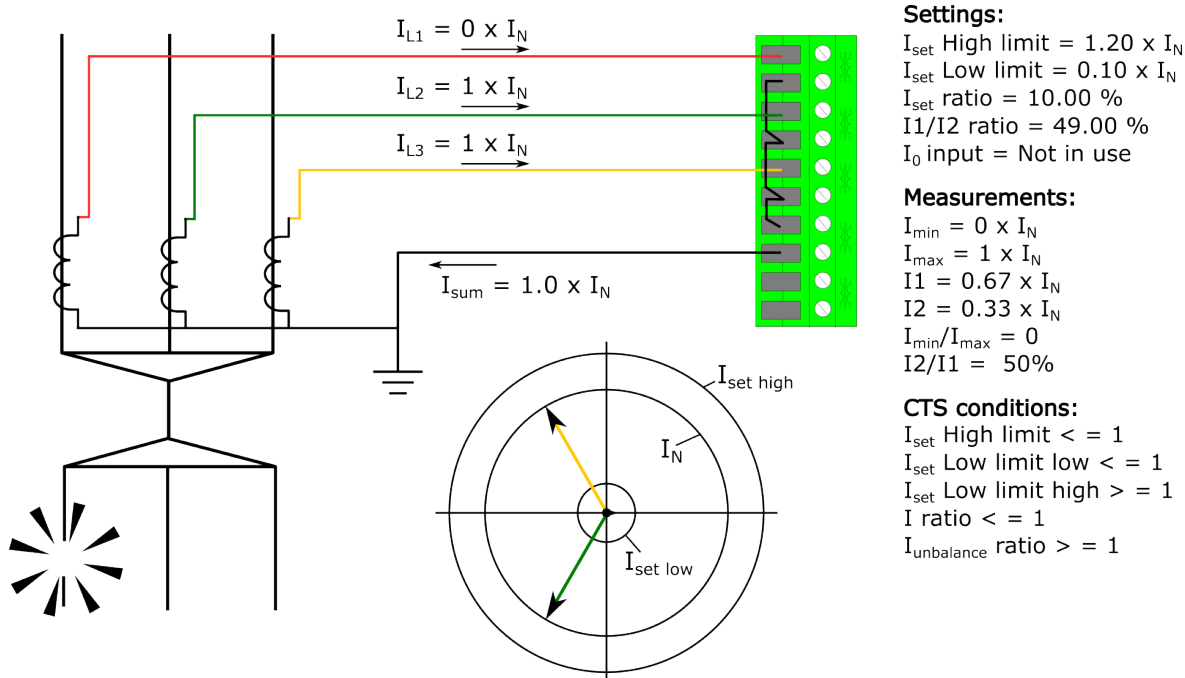 I_L1 = 0 x I_N
I_L2 = 1 x I_N
I_L3 = 1 x I_N
I_sum = 1.0 x I_N
I_set high
I_N
I_set low
Settings:
I_set High limit = 1.20 x I_N
I_set Low limit = 0.10 x I_N
I_set ratio = 10.00 %
I1/I2 ratio = 49.00 %
I_0 input = Not in use
Measurements:
I_min = 0 x I_N
I_max = 1 x I_N
I1 = 0.67 x I_N
I2 = 0.33 x I_N
I_min/I_max = 0
I2/I1 = 50%
CTS conditions:
I_set High limit < = 1
I_set Low limit low < = 1
I_set Low limit high > = 1
I ratio < = 1
I_unbalance ratio > = 1